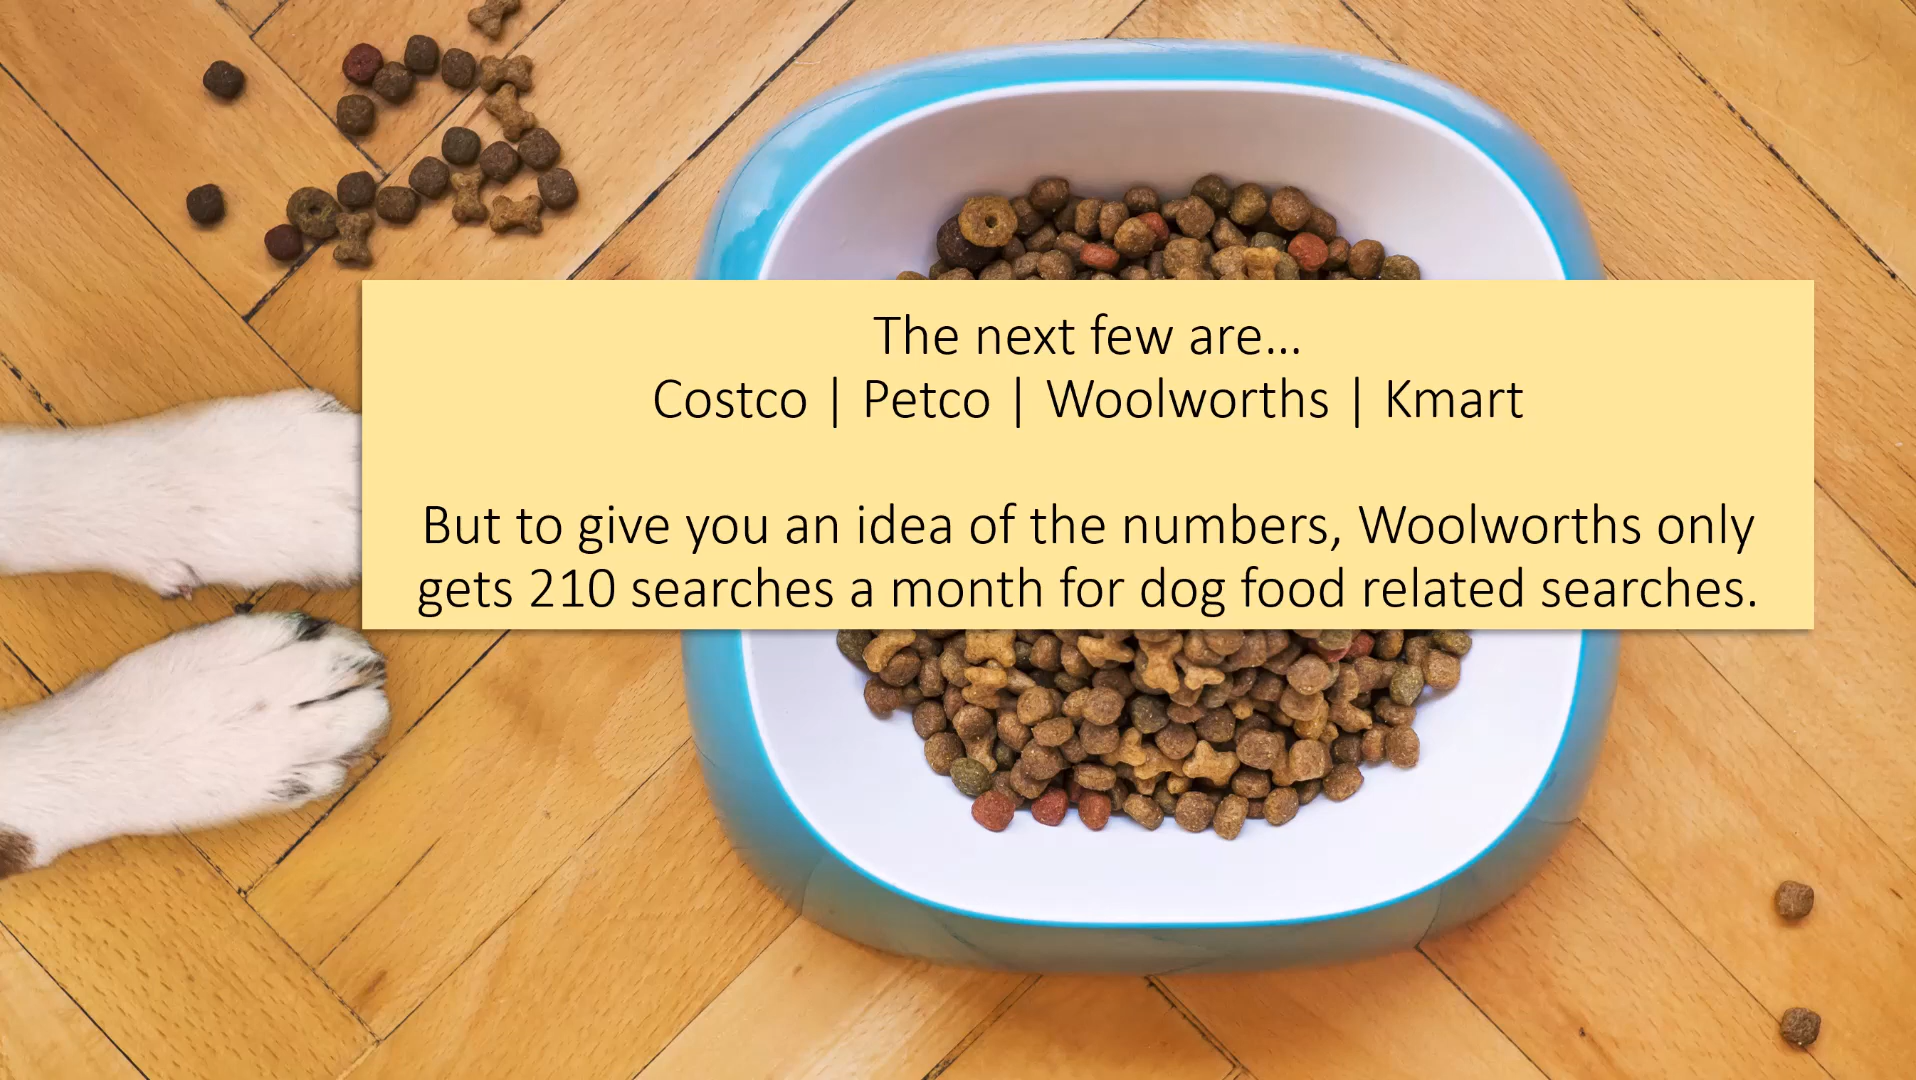 The next few are...
Costco | Petco | Woolworths | Kmart
But to give you an idea of the numbers, Woolworths only
gets 210 searches a month for dog food related searches.